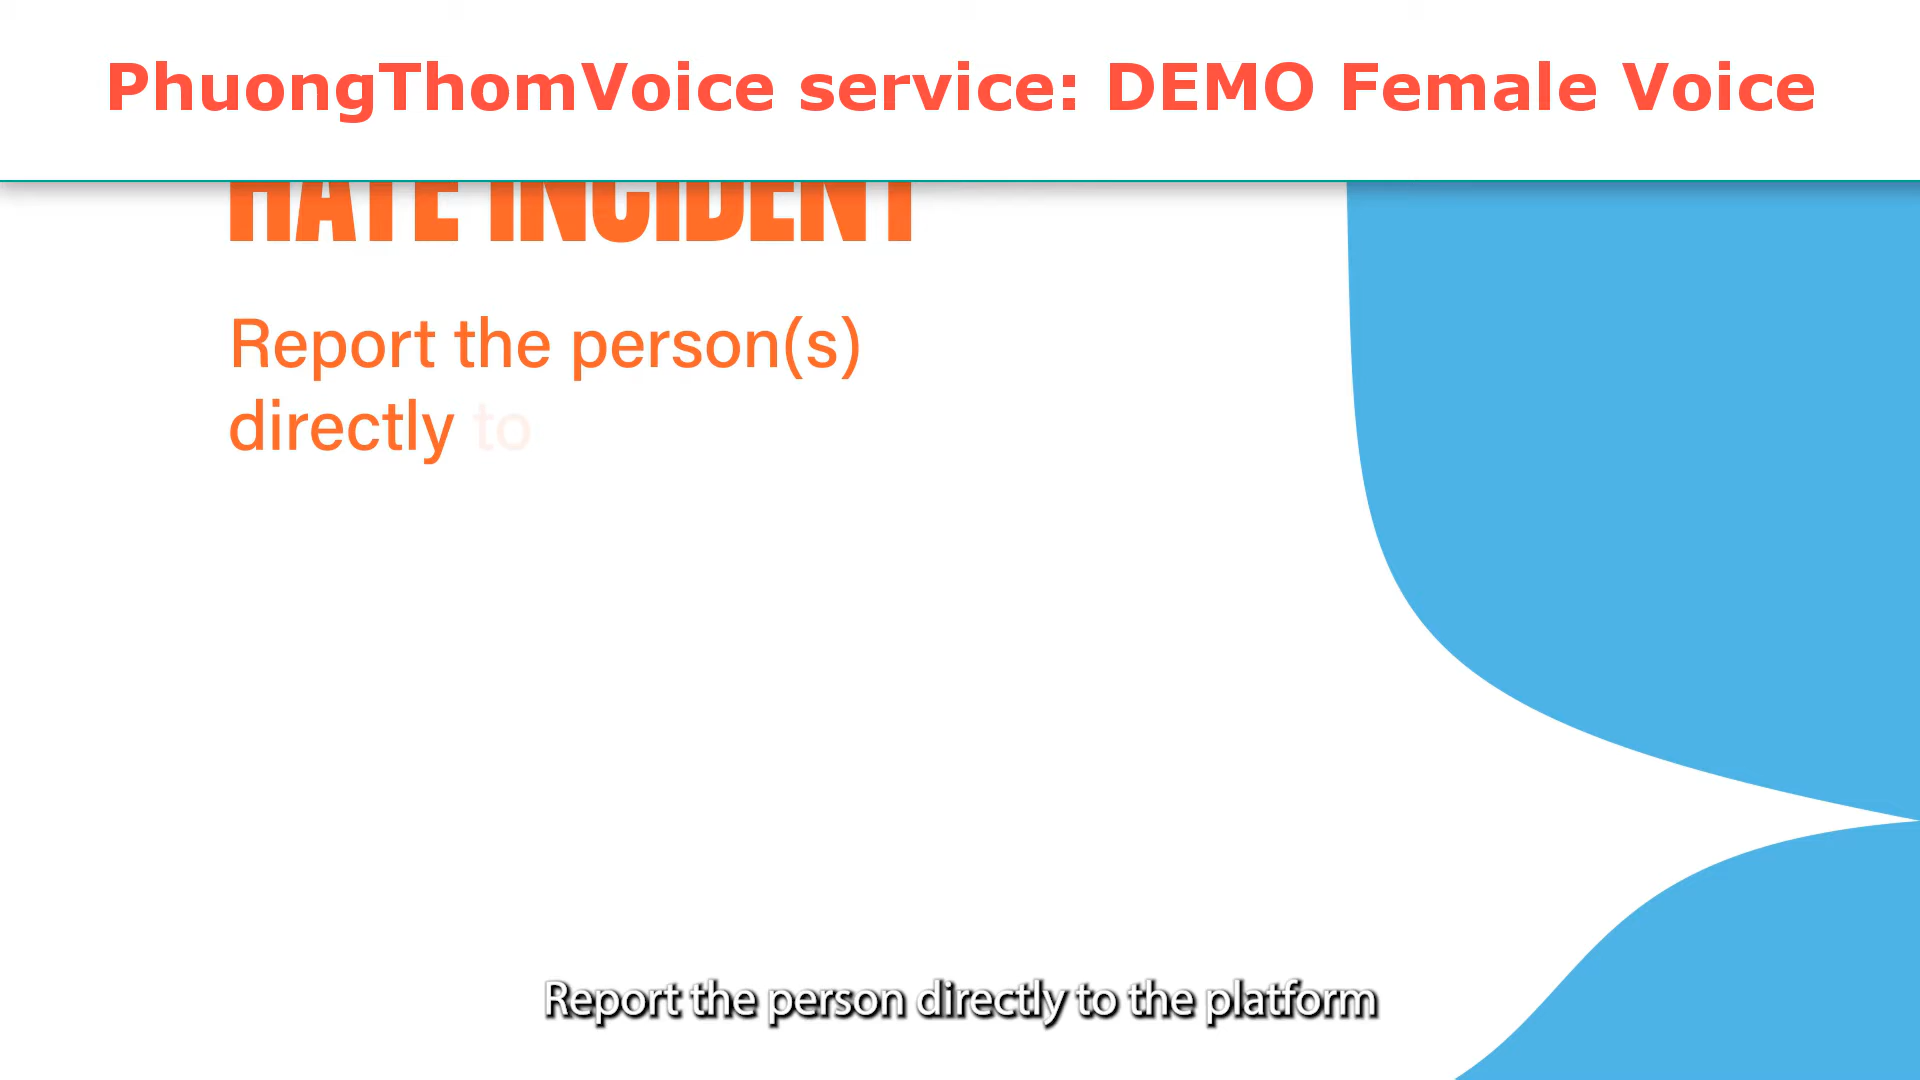 PhuongThomVoice service: DEMO Female Voice
HATE INCIDENT
Report the person(s)
directly to
Report the person directly to the platform